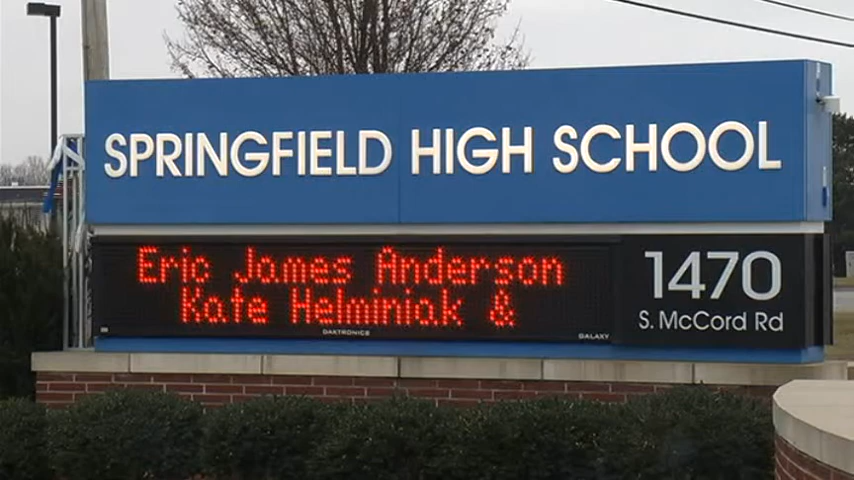 SPRINGFIELD HIGH SCHOOL
Eric James Anderson
Kate Helminiak &
DAKTRONICS
GALAXY
1470
S. McCord Rd